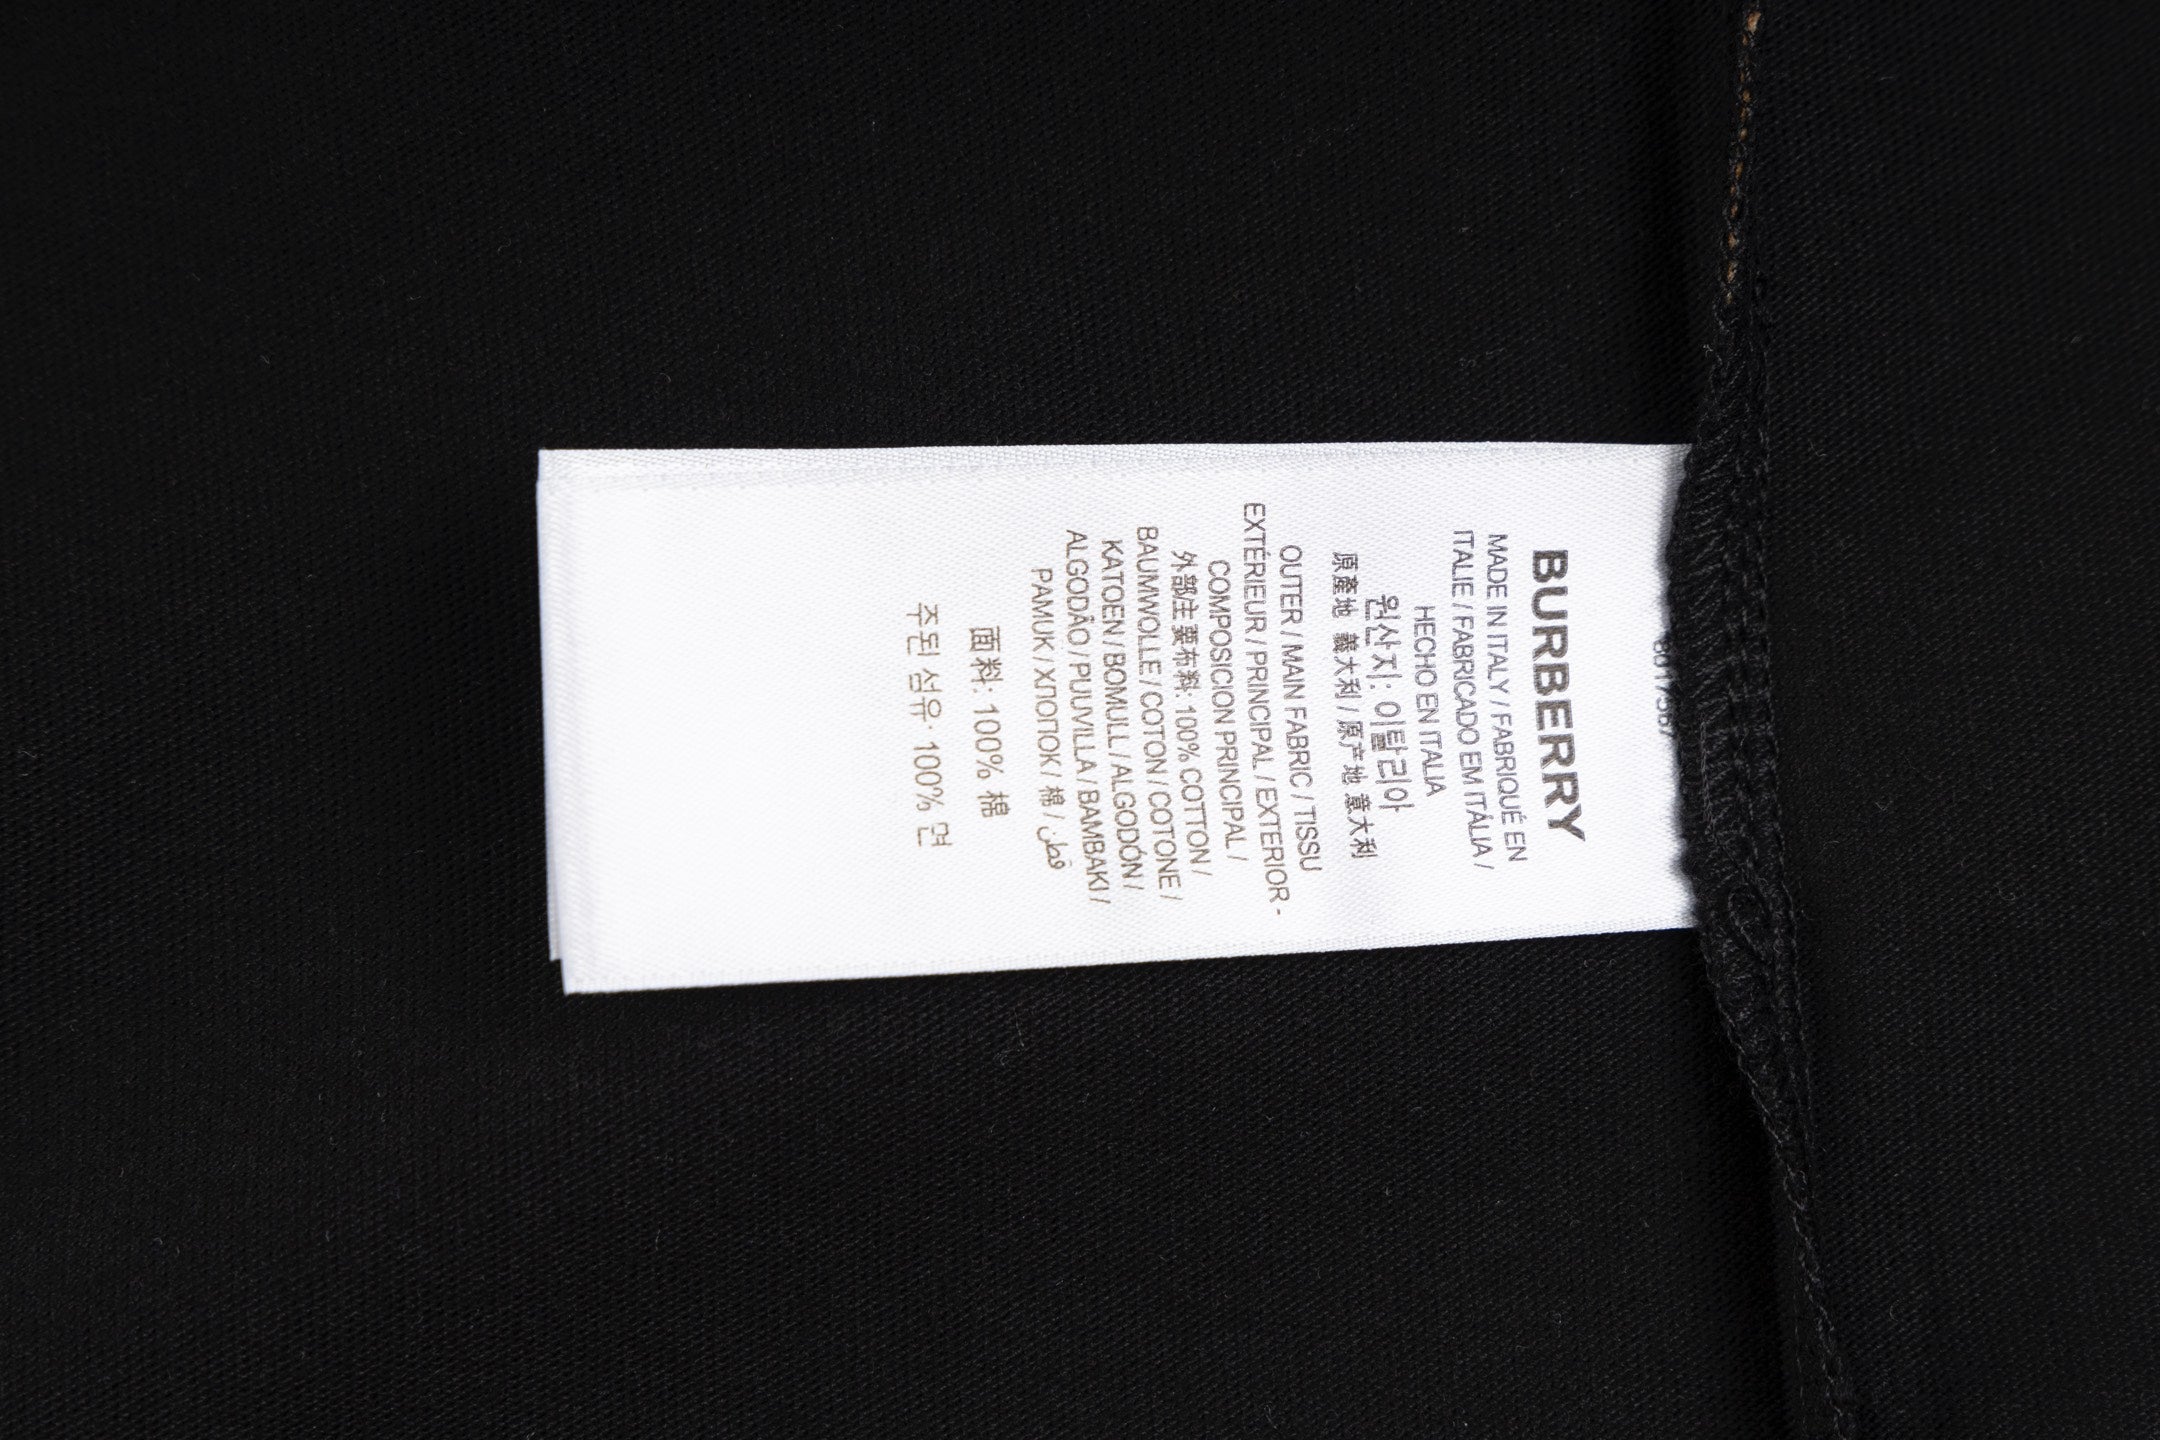 BURBERRY
MADE IN ITALY / FABRIQUÉ EN
ITALIE / FABRICADO EM ITÁLIA /
HECHO EN ITALIA
원산지: 이탈리아
原產地 義大利 / 原产地 意大利
OUTER / MAIN FABRIC / TISSU
EXTÉRIEUR / PRINCIPAL / EXTERIOR -
COMPOSICION PRINCIPAL /
外部主要布料: 100% COTTON /
BAUMWOLLE / COTON / COTONE /
KATOEN / BOMULL / ALGODÓN /
ALGODÃO / PUUVILLA / BAMBAKI /
PAMUK / ХЛОПОК / 棉 / قطن
面料: 100% 棉
주된 섬유: 100% 면